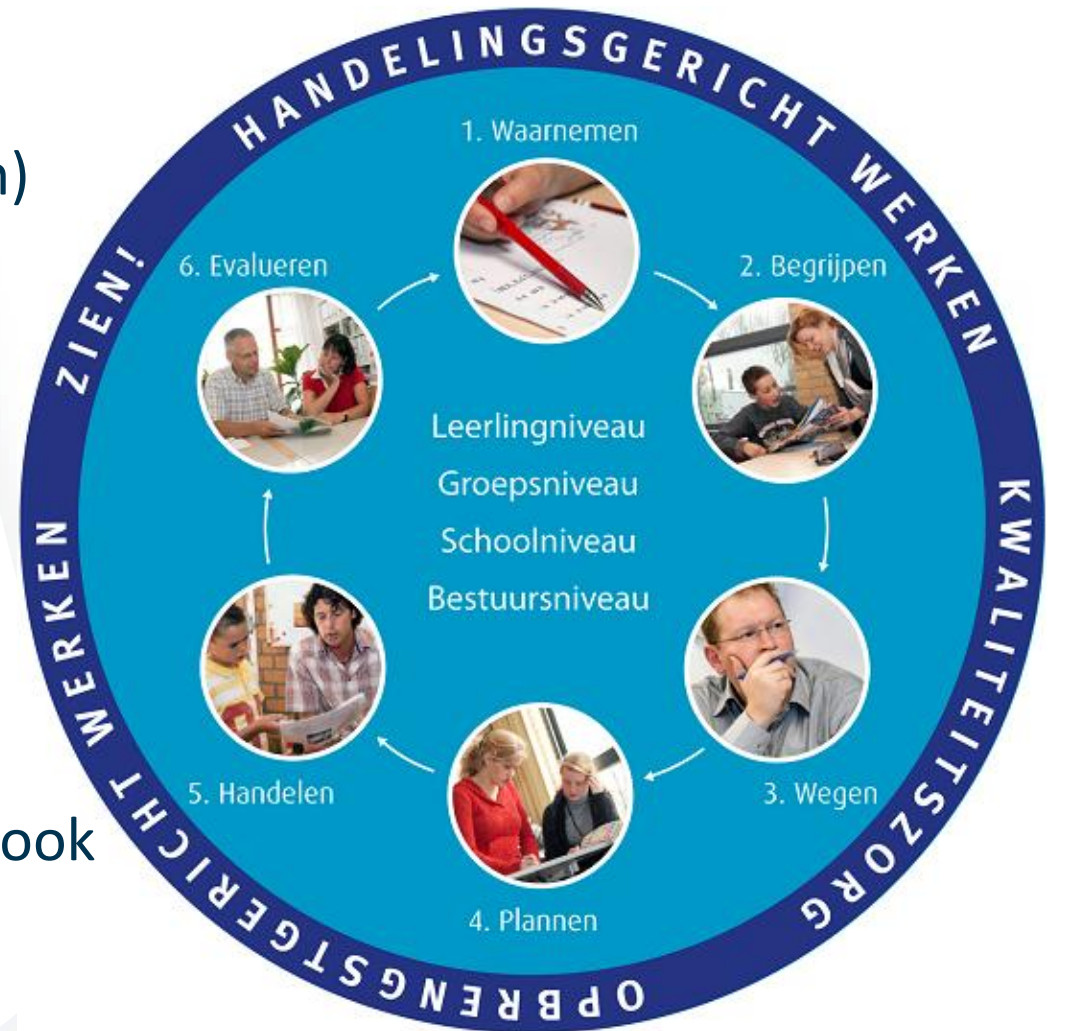 n)
ook
HANDELINGSGERICHT WERKEN
KWALITEITSZORG
OPBRENGSTGERICHT WERKEN
ZIEN!
1. Waarnemen
2. Begrijpen
3. Wegen
4. Plannen
5. Handelen
6. Evalueren
Leerlingniveau
Groepsniveau
Schoolniveau
Bestuursniveau